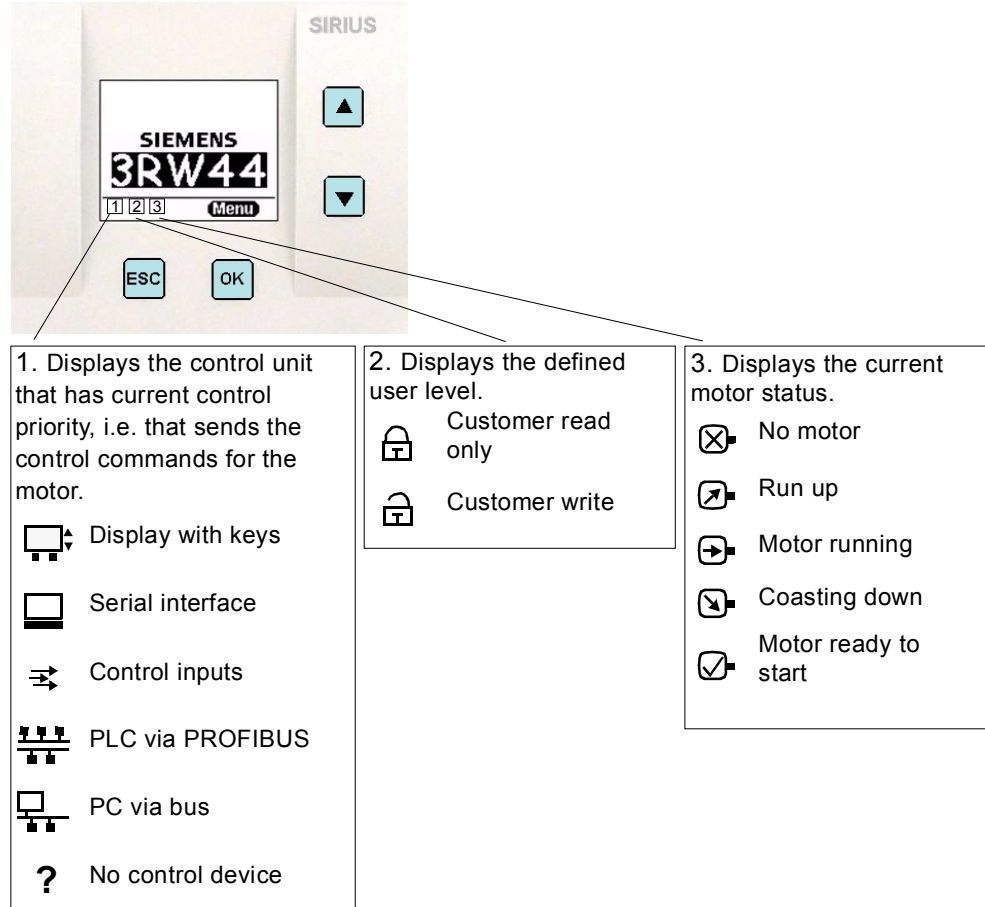 SIRIUS
SIEMENS
3RW44
1 2 3 Menu
ESC OK
1. Displays the control unit
that has current control
priority, i.e. that sends the
control commands for the
motor.
Display with keys
Serial interface
Control inputs
PLC via PROFIBUS
PC via bus
? No control device
2. Displays the defined
user level.
Customer read
only
Customer write
3. Displays the current
motor status.
No motor
Run up
Motor running
Coasting down
Motor ready to
start